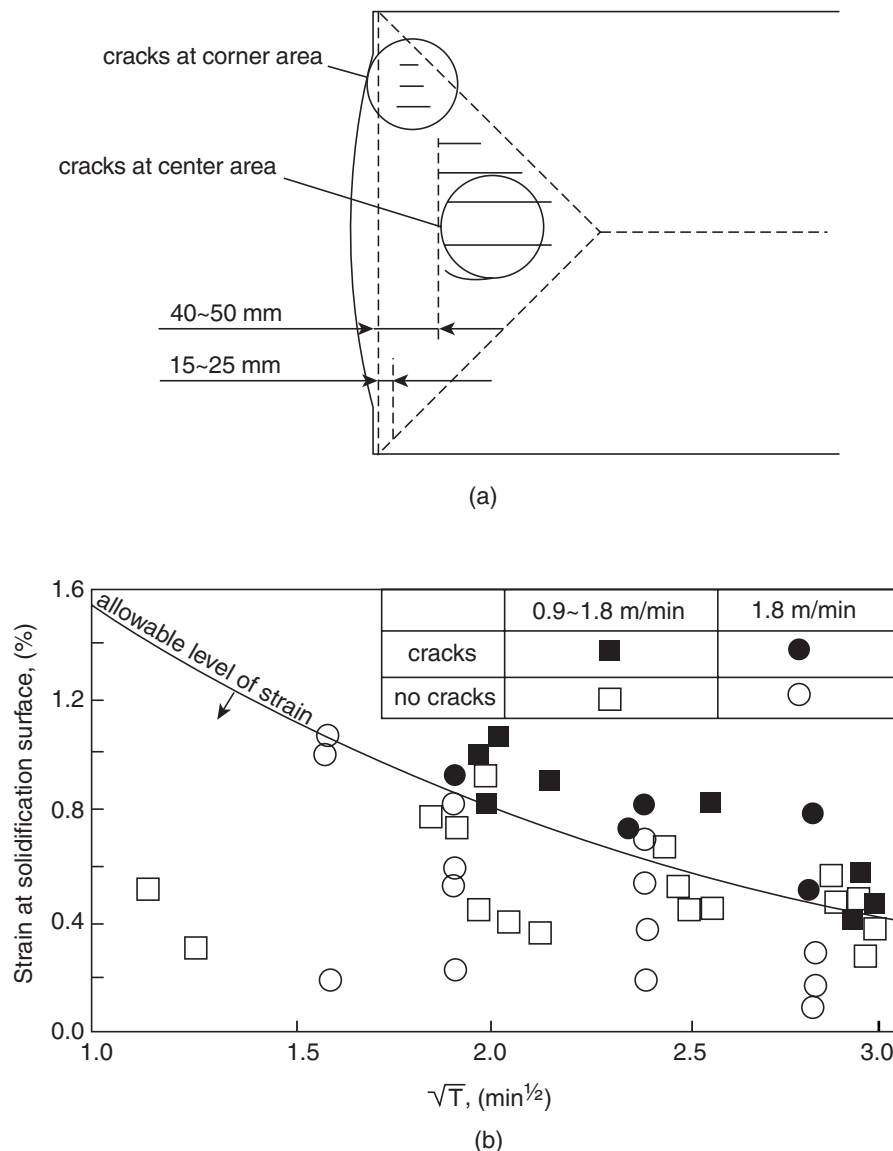 cracks at corner area
cracks at center area
40~50 mm
15~25 mm
(a)
1.6
allowable level of strain
0.9~1.8 m/min 1.8 m/min
cracks
no cracks
1.2
0.8
0.4
0.0
Strain at solidification surface, (%)
1.0 1.5 2.0 2.5 3.0
√T, (min½)
(b)